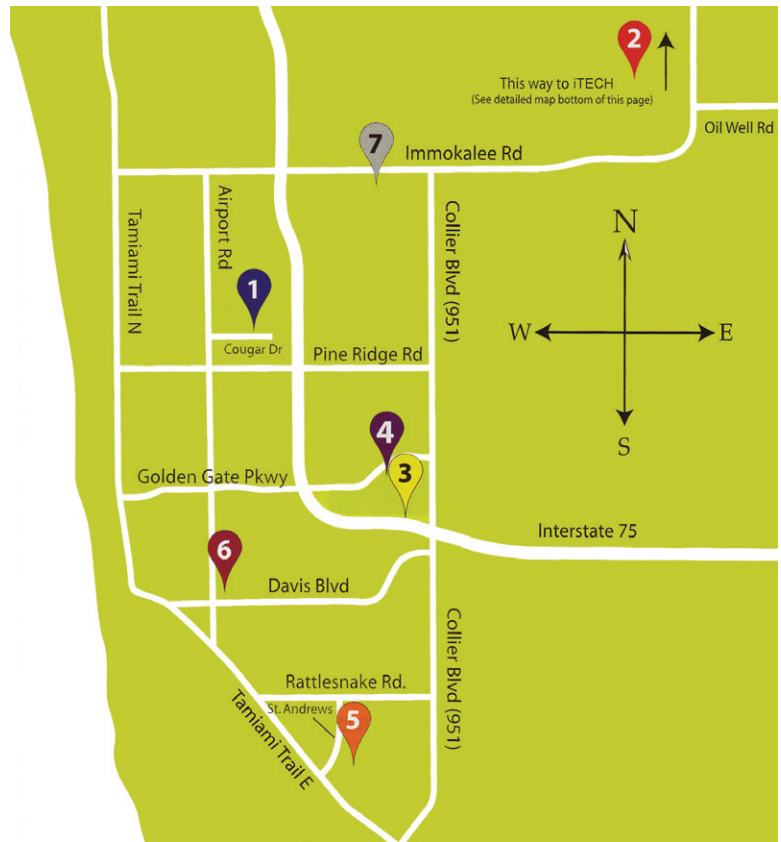 2
This way to iTECH
(See detailed map bottom of this page)
Oil Well Rd
7
Immokalee Rd
Tamiami Trail N
Airport Rd
Collier Blvd (951)
1
Cougar Dr
N
W
E
S
Pine Ridge Rd
4
3
Golden Gate Pkwy
Interstate 75
6
Davis Blvd
Collier Blvd (951)
Rattlesnake Rd.
St. Andrews
5
Tamiami Trail E